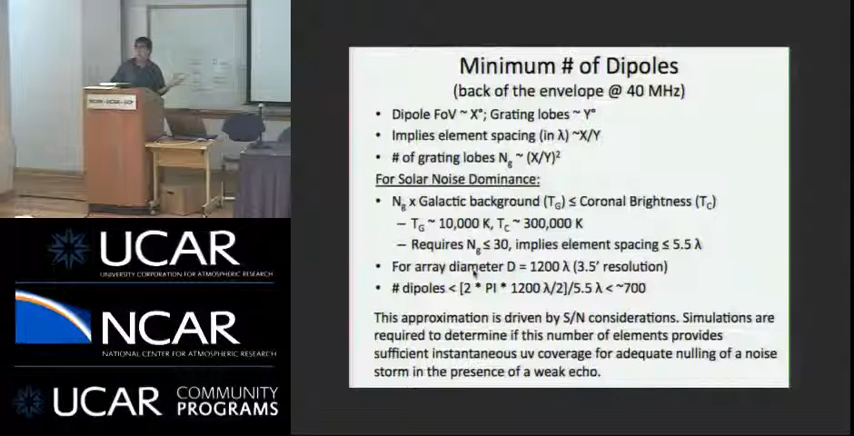 Minimum # of Dipoles
(back of the envelope @ 40 MHz)
• Dipole FoV ~ X°; Grating lobes ~ Y°
• Implies element spacing (in λ) ~X/Y
• # of grating lobes Ng ~ (X/Y)²
For Solar Noise Dominance:
• Ng x Galactic background (TG) ≤ Coronal Brightness (TC)
– TG ~ 10,000 K, TC ~ 300,000 K
– Requires Ng ≤ 30, implies element spacing ≤ 5.5 λ
• For array diameter D = 1200 λ (3.5' resolution)
• # dipoles < [2 * PI * 1200 λ/2]/5.5 λ < ~700
This approximation is driven by S/N considerations. Simulations are
required to determine if this number of elements provides
sufficient instantaneous uv coverage for adequate nulling of a noise
storm in the presence of a weak echo.
UCAR
UNIVERSITY CORPORATION FOR ATMOSPHERIC RESEARCH
NCAR
NATIONAL CENTER FOR ATMOSPHERIC RESEARCH
UCAR
COMMUNITY
PROGRAMS